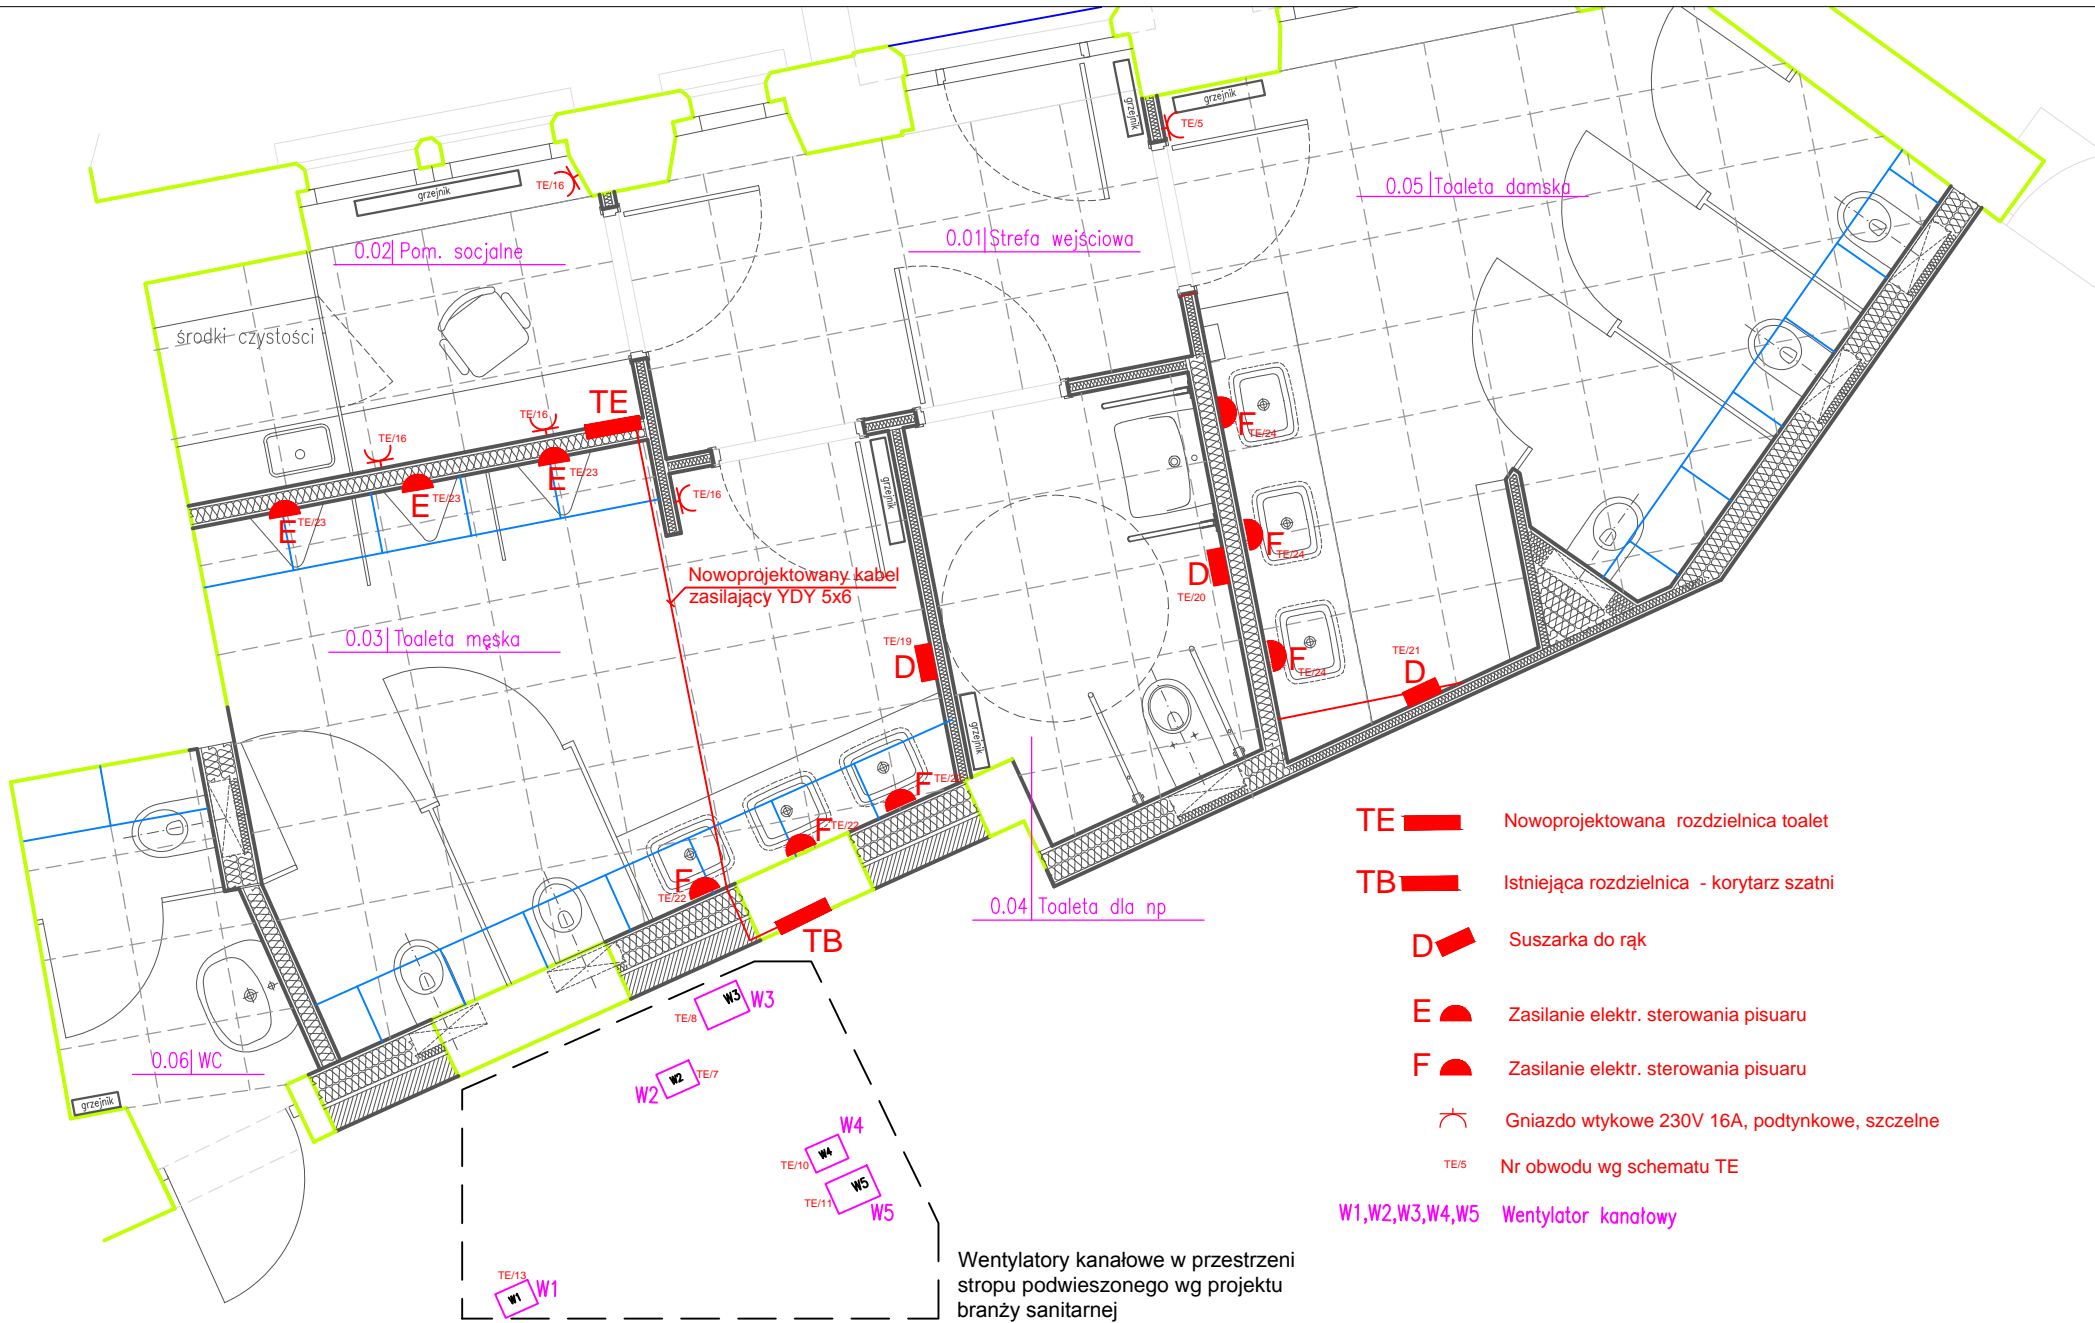 grzejnik
grzejnik
TE/5
TE/16
grzejnik
0.05 Toaleta damska
0.01 Strefa wejściowa
0.02 Pom. socjalne
środki czystości
TE
TE/16
TE/16
F
TE/24
E
TE/23
E
TE/23
E
TE/23
TE/16
grzejnik
F
TE/24
D
TE/20
Nowoprojektowany kabel
zasilający YDY 5x6
0.03 Toaleta męska
TE/19
D
F
TE/24
TE/21
D
grzejnik
F
F
TE/22
F
TE/22
TB
0.04 Toaleta dla np
0.06 WC
grzejnik
W3
W3
TE/8
W2
W2
TE/7
W4
W4
TE/10
W5
W5
TE/11
TE/13
W1
W1
Wentylatory kanałowe w przestrzeni
stropu podwieszonego wg projektu
branży sanitarnej
TE Nowoprojektowana rozdzielnica toalet
TB Istniejąca rozdzielnica - korytarz szatni
D Suszarka do rąk
E Zasilanie elektr. sterowania pisuaru
F Zasilanie elektr. sterowania pisuaru
Gniazdo wtykowe 230V 16A, podtynkowe, szczelne
TE/5 Nr obwodu wg schematu TE
W1,W2,W3,W4,W5 Wentylator kanałowy